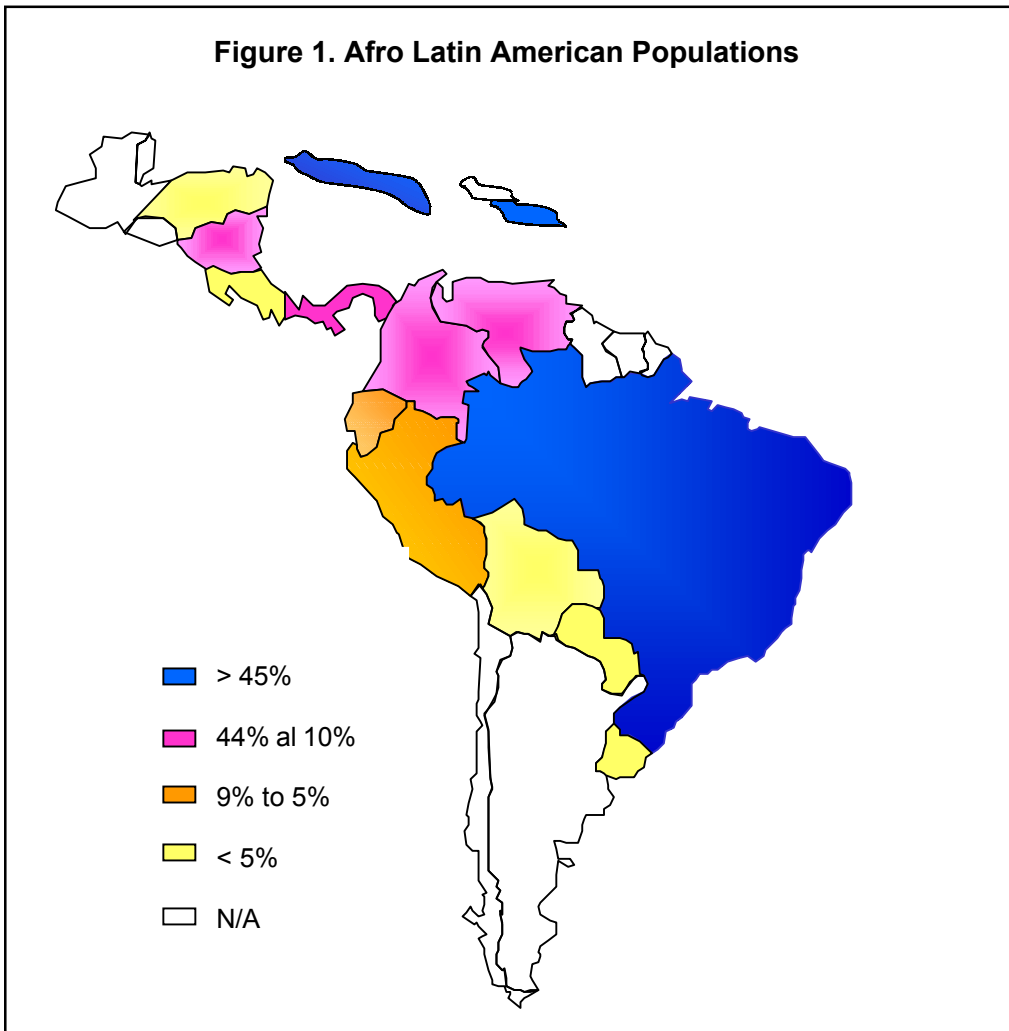 Figure 1. Afro Latin American Populations
> 45%
44% al 10%
9% to 5%
< 5%
N/A